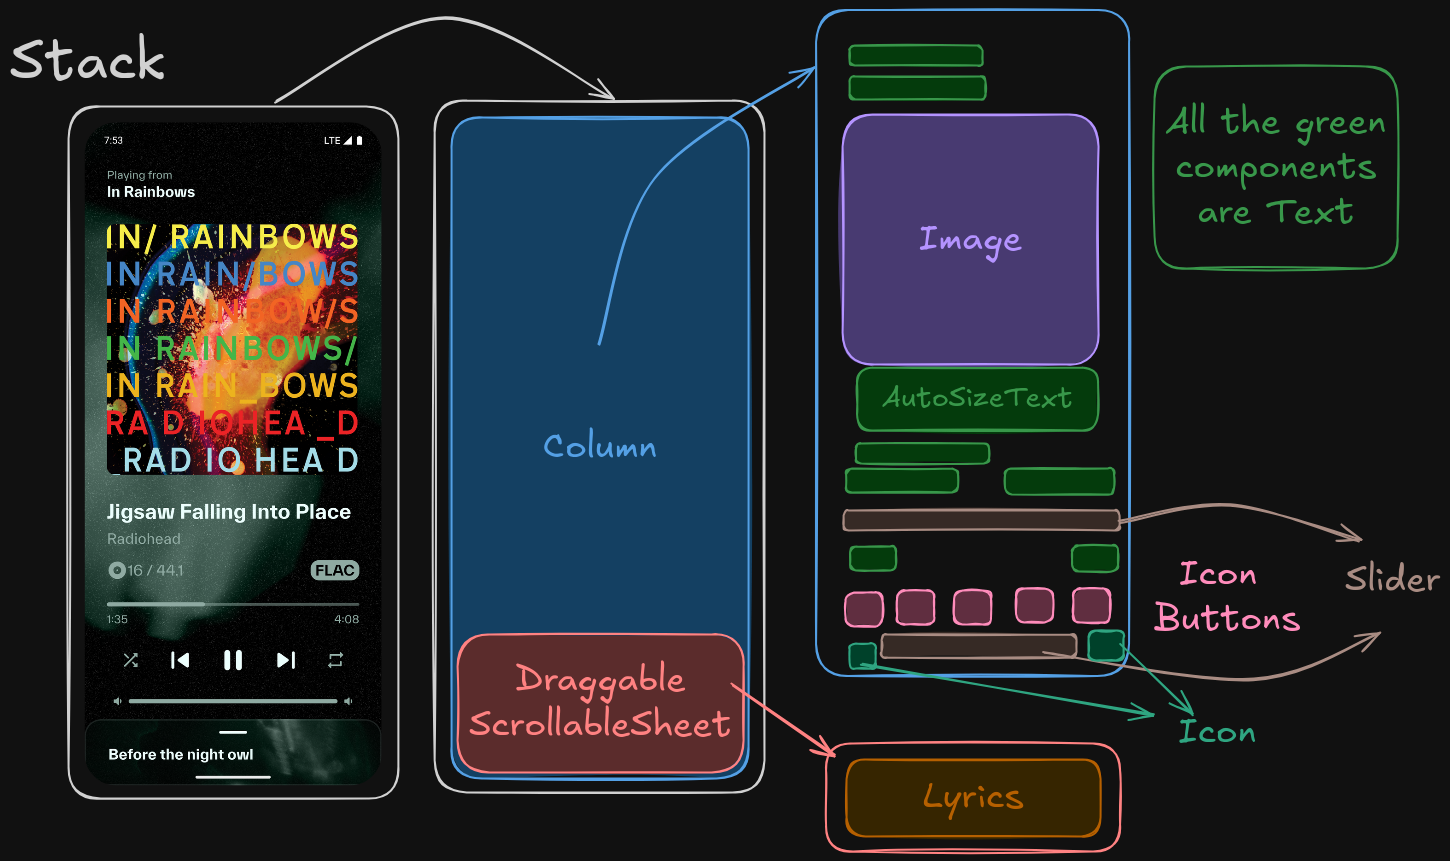 Stack
7:53
LTE
Playing from
In Rainbows
IN/ RAINBOWS
IN RAIN/BOWS
IN RAINBOW/S
IN RAINBOWS/
IN RAIN_BOWS
RA D IOHEA _D
_RAD IO HEA D
Jigsaw Falling Into Place
Radiohead
16 / 44.1
FLAC
1:35
4:08
Before the night owl
Column
Draggable
ScrollableSheet
Image
AutoSizeText
All the green
components
are Text
Icon
Buttons
Slider
Icon
Lyrics